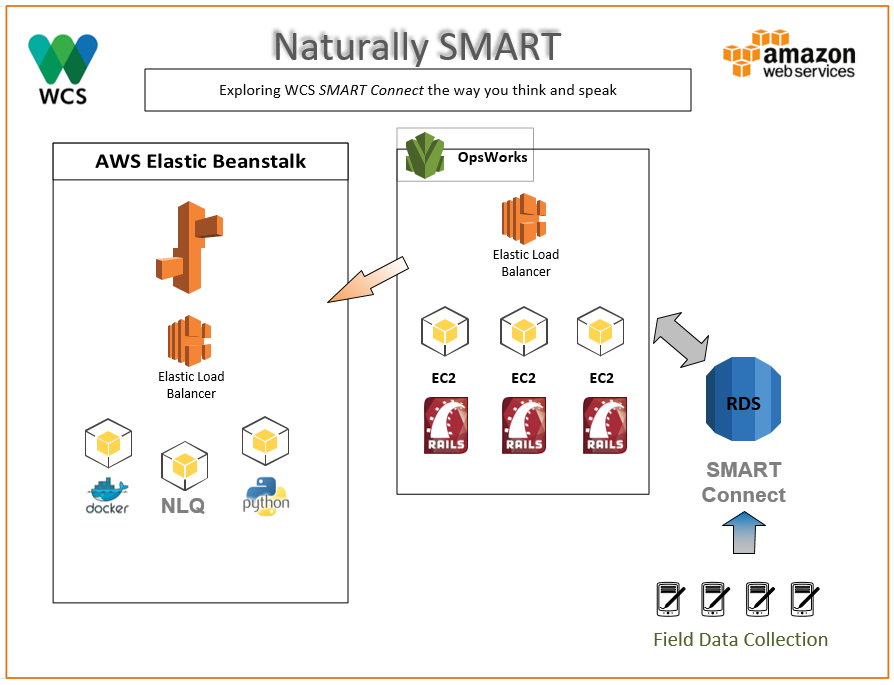 Naturally SMART
WCS
amazon
web services
Exploring WCS SMART Connect the way you think and speak
AWS Elastic Beanstalk
Elastic Load
Balancer
docker
NLQ
python
OpsWorks
Elastic Load
Balancer
EC2
EC2
EC2
RAILS
RAILS
RAILS
RDS
SMART
Connect
Field Data Collection